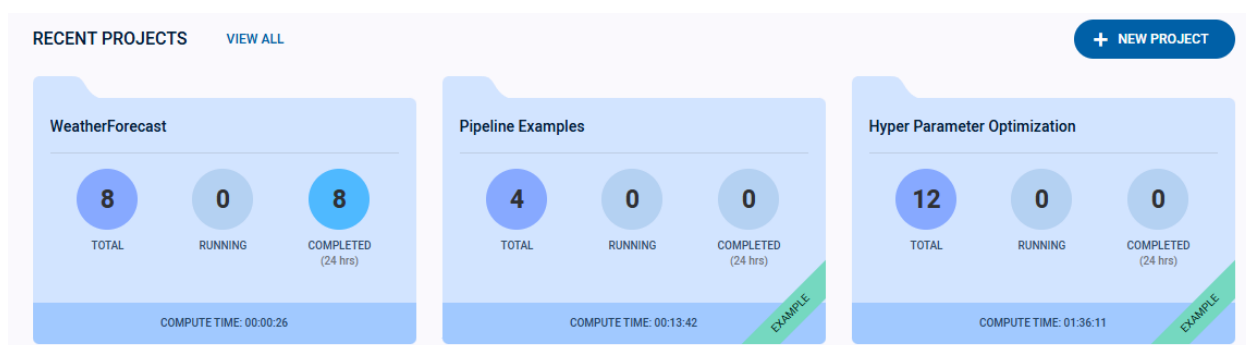 RECENT PROJECTS VIEW ALL + NEW PROJECT
WeatherForecast
8 0 8
TOTAL RUNNING COMPLETED
(24 hrs)
COMPUTE TIME: 00:00:26
Pipeline Examples
4 0 0
TOTAL RUNNING COMPLETED
(24 hrs)
COMPUTE TIME: 00:13:42
EXAMPLE
Hyper Parameter Optimization
12 0 0
TOTAL RUNNING COMPLETED
(24 hrs)
COMPUTE TIME: 01:36:11
EXAMPLE